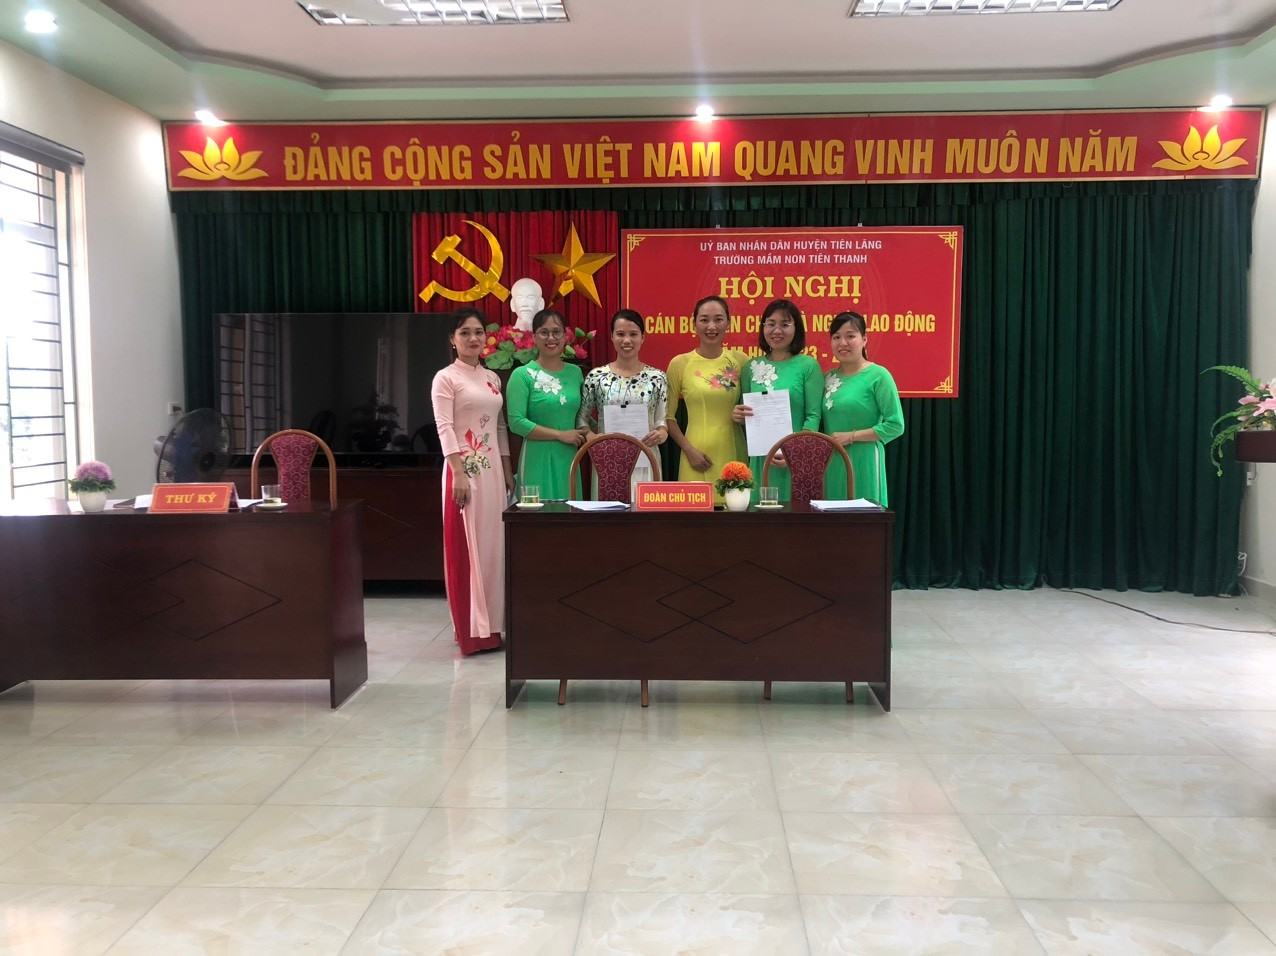 ĐẢNG CỘNG SẢN VIỆT NAM QUANG VINH MUÔN NĂM
UỶ BAN NHÂN DÂN HUYỆN TIÊN LÃNG
TRƯỜNG MẦM NON TIÊN THANH
HỘI NGHỊ
CÁN BỘ LAO ĐỘNG
THƯ KÝ
ĐOÀN CHỦ TỊCH